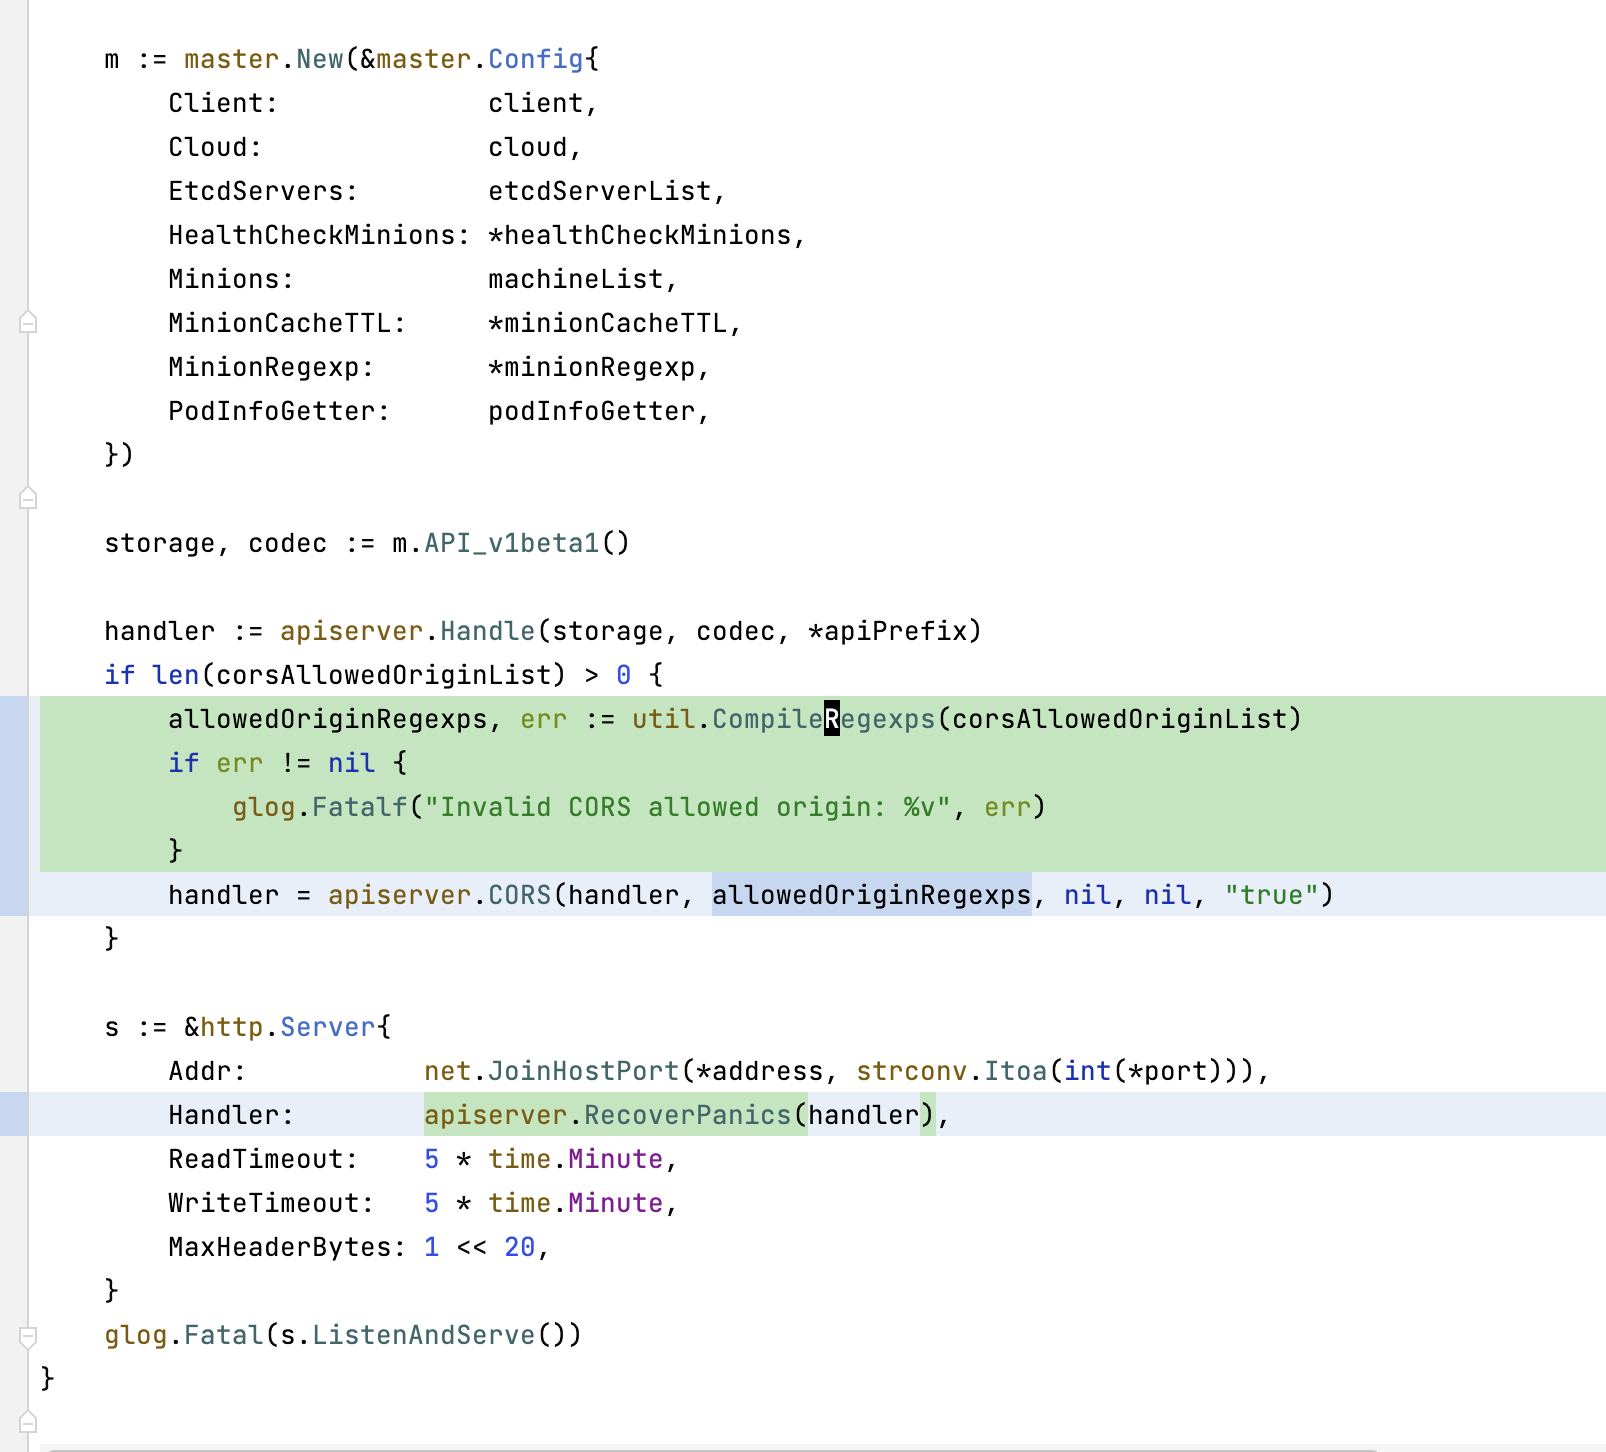 m := master.New(&master.Config{
Client: client,
Cloud: cloud,
EtcdServers: etcdServerList,
HealthCheckMinions: *healthCheckMinions,
Minions: machineList,
MinionCacheTTL: *minionCacheTTL,
MinionRegexp: *minionRegexp,
PodInfoGetter: podInfoGetter,
})
storage, codec := m.API_v1beta1()
handler := apiserver.Handle(storage, codec, *apiPrefix)
if len(corsAllowedOriginList) > 0 {
allowedOriginRegexps, err := util.CompileRegexps(corsAllowedOriginList)
if err != nil {
glog.Fatalf("Invalid CORS allowed origin: %v", err)
}
handler = apiserver.CORS(handler, allowedOriginRegexps, nil, nil, "true")
}
s := &http.Server{
Addr: net.JoinHostPort(*address, strconv.Itoa(int(*port))),
Handler: apiserver.RecoverPanics(handler),
ReadTimeout: 5 * time.Minute,
WriteTimeout: 5 * time.Minute,
MaxHeaderBytes: 1 << 20,
}
glog.Fatal(s.ListenAndServe())
}